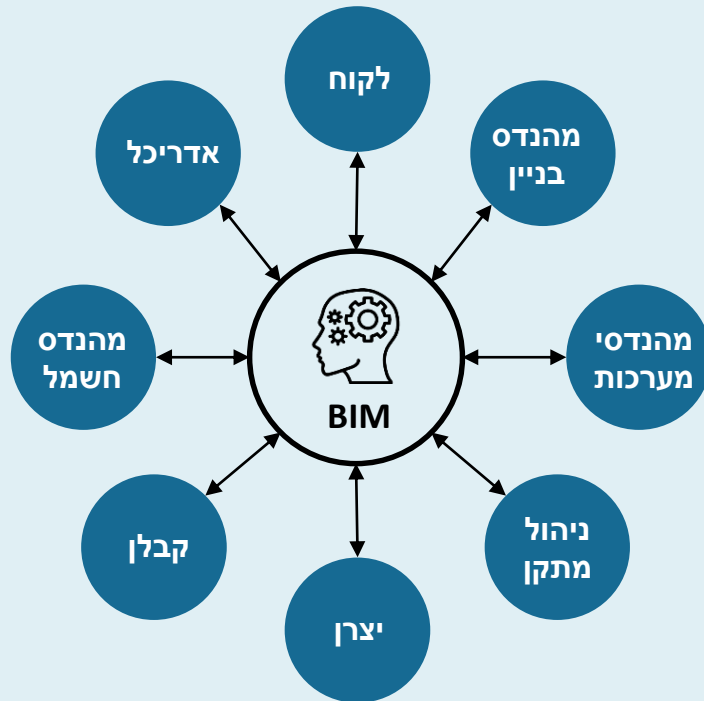 לקוח
מהנדס
בניין
אדריכל
מהנדסי
מערכות
מהנדס
חשמל
BIM
ניהול
מתקן
קבלן
יצרן